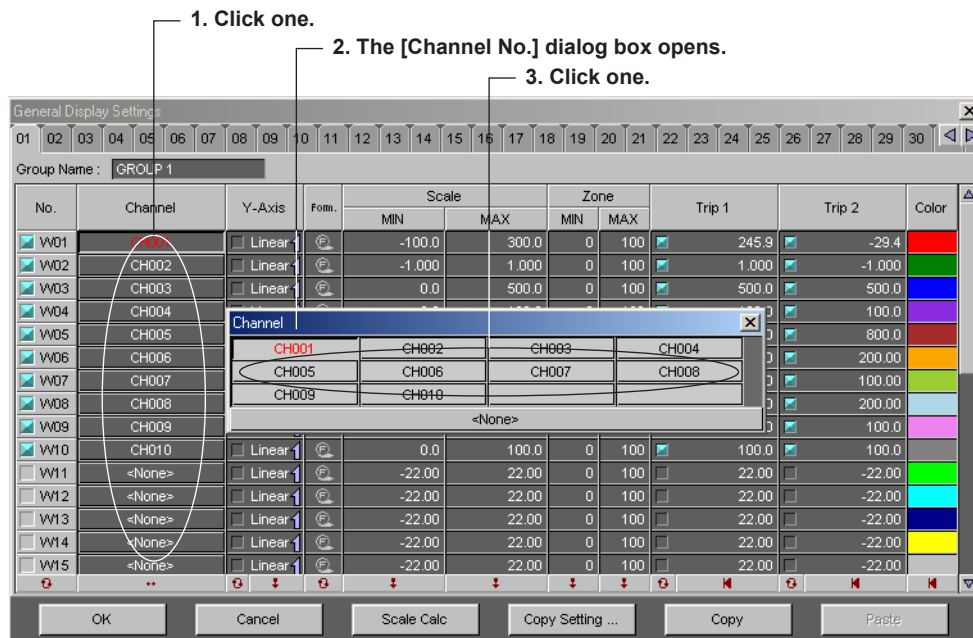 1. Click one.
2. The [Channel No.] dialog box opens.
3. Click one.
General Display Settings
01 02 03 04 05 06 07 08 09 10 11 12 13 14 15 16 17 18 19 20 21 22 23 24 25 26 27 28 29 30
Group Name : GROUP 1
No. Channel Y-Axis Form. Scale Zone Trip 1 Trip 2 Color
MIN MAX MIN MAX
W01 CH001 Linear -100.0 300.0 0 100 245.9 -29.4
W02 CH002 Linear -1.000 1.000 0 100 1.000 -1.000
W03 CH003 Linear 0.0 500.0 0 100 500.0 500.0
W04 CH004 100.0
W05 CH005 800.0
W06 CH006 200.00
W07 CH007 100.00
W08 CH008 200.00
W09 CH009 100.0
Channel
CH001 CH002 CH003 CH004
CH005 CH006 CH007 CH008
CH009 CH010
<None>
W10 CH010 Linear 0.0 100.0 0 100 100.0 100.0
W11 <None> Linear -22.00 22.00 0 100 22.00 -22.00
W12 <None> Linear -22.00 22.00 0 100 22.00 -22.00
W13 <None> Linear -22.00 22.00 0 100 22.00 -22.00
W14 <None> Linear -22.00 22.00 0 100 22.00 -22.00
W15 <None> Linear -22.00 22.00 0 100 22.00 -22.00
OK Cancel Scale Calc Copy Setting ... Copy Paste